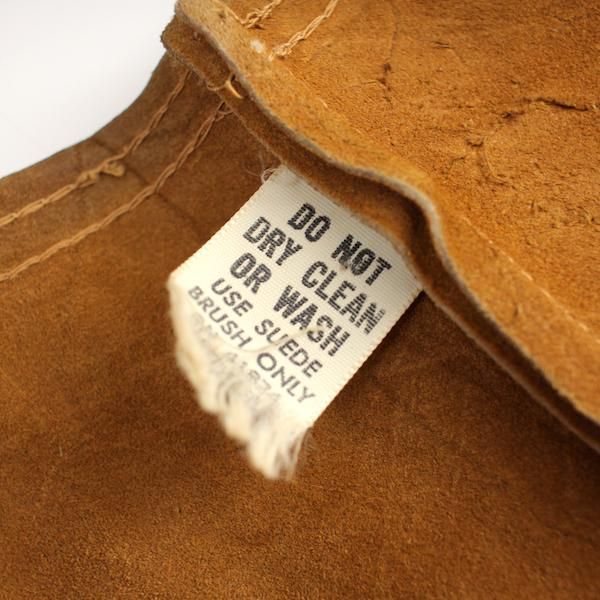 DO NOT
DRY CLEAN
OR WASH
USE SUEDE
BRUSH ONLY